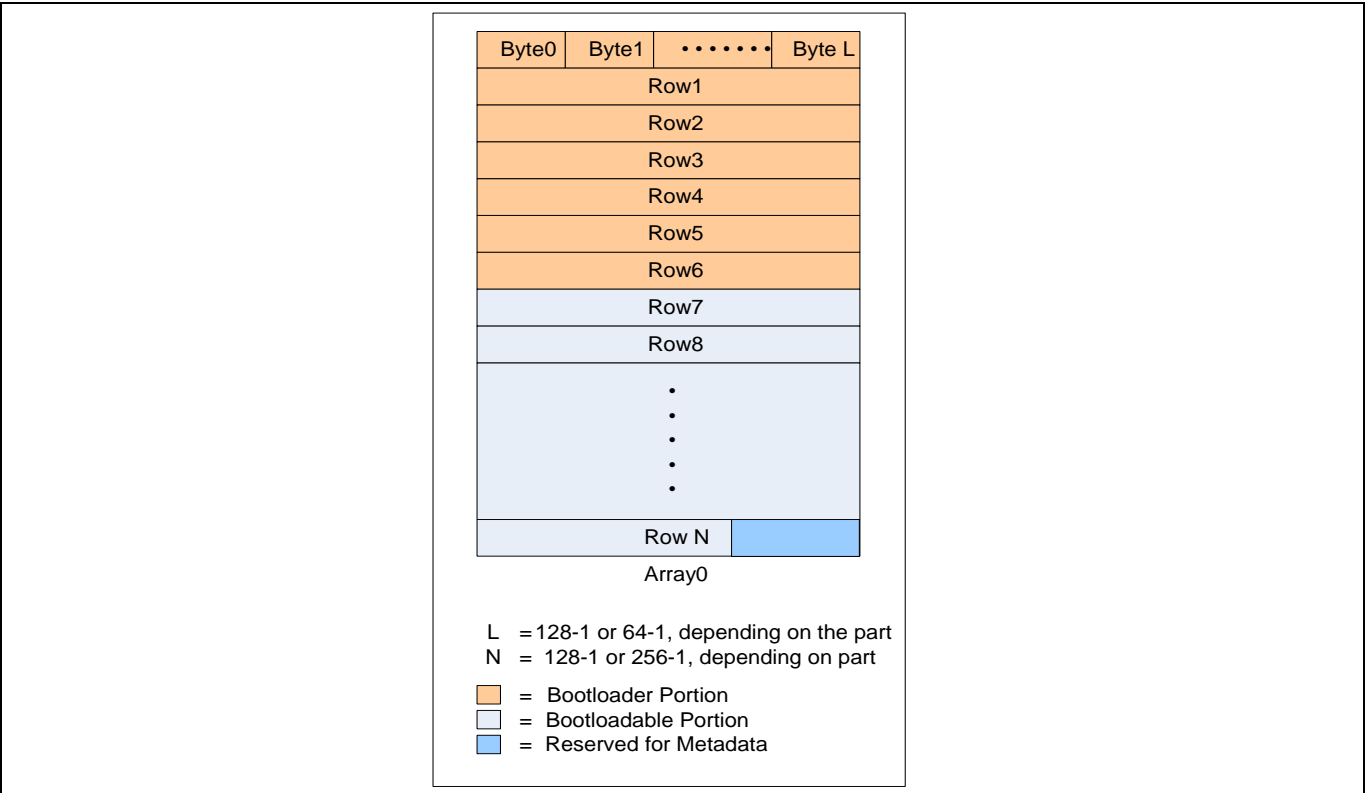 Byte0 Byte1 ••••••• Byte L
Row1
Row2
Row3
Row4
Row5
Row6
Row7
Row8
Row N
Array0
L =128-1 or 64-1, depending on the part
N = 128-1 or 256-1, depending on part
= Bootloader Portion
= Bootloadable Portion
= Reserved for Metadata